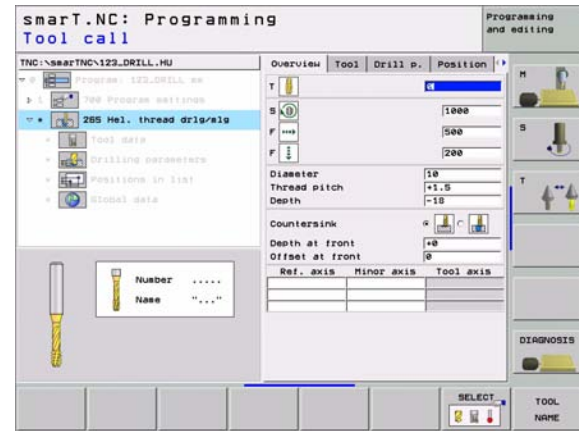 smarT.NC: Programming
Tool call
Programming
and editing
TNC:\smarTNC\123_DRILL.HU
0 Program: 123_DRILL mm
1 700 Program settings
265 Hel. thread drlg/mlg
Tool data
Drilling parameters
Positions in list
Global data
Number .....
Name "..."
Overview Tool Drill p. Position
T
S 1000
F 500
F 200
Diameter 10
Thread pitch +1.5
Depth -18
Countersink
Depth at front +0
Offset at front 0
Ref. axis Minor axis Tool axis
M
S
T
DIAGNOSIS
SELECT
TOOL
NAME